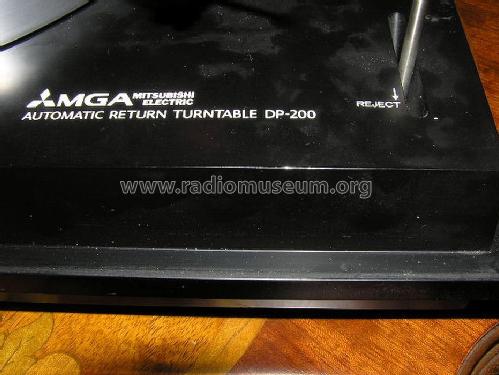 MGA MITSUBISHI ELECTRIC
AUTOMATIC RETURN TURNTABLE DP-200
REJECT
www.radiomuseum.org